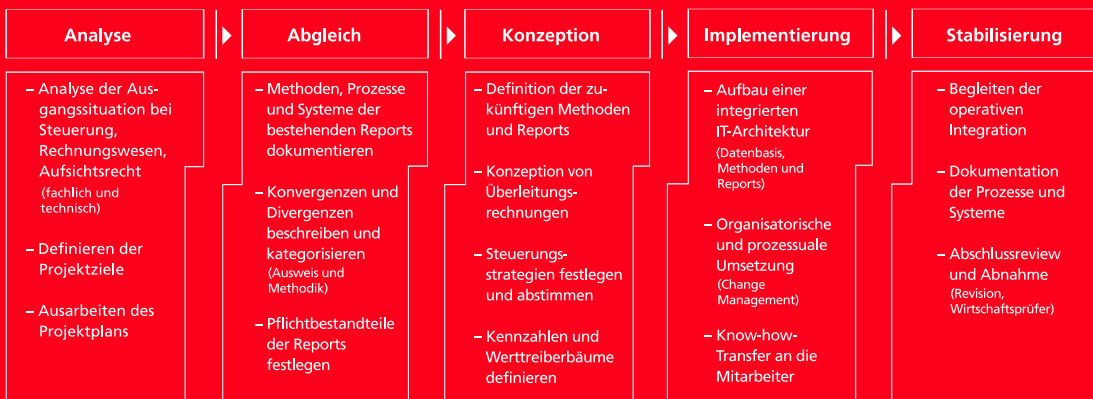 Analyse
Abgleich
Konzeption
Implementierung
Stabilisierung
– Analyse der Aus-
gangssituation bei
Steuerung,
Rechnungswesen,
Aufsichtsrecht
(fachlich und
technisch)
– Definieren der
Projektziele
– Ausarbeiten des
Projektplans
– Methoden, Prozesse
und Systeme der
bestehenden Reports
dokumentieren
– Konvergenzen und
Divergenzen
beschreiben und
kategorisieren
(Ausweis und
Methodik)
– Pflichtbestandteile
der Reports
festlegen
– Definition der zu-
künftigen Methoden
und Reports
– Konzeption von
Überleitungs-
rechnungen
– Steuerungs-
strategien festlegen
und abstimmen
– Kennzahlen und
Werttreiberbäume
definieren
– Aufbau einer
integrierten
IT-Architektur
(Datenbasis,
Methoden und
Reports)
– Organisatorische
und prozessuale
Umsetzung
(Change
Management)
– Know-how-
Transfer an die
Mitarbeiter
– Begleiten der
operativen
Integration
– Dokumentation
der Prozesse und
Systeme
– Abschlussreview
und Abnahme
(Revision,
Wirtschaftsprüfer)